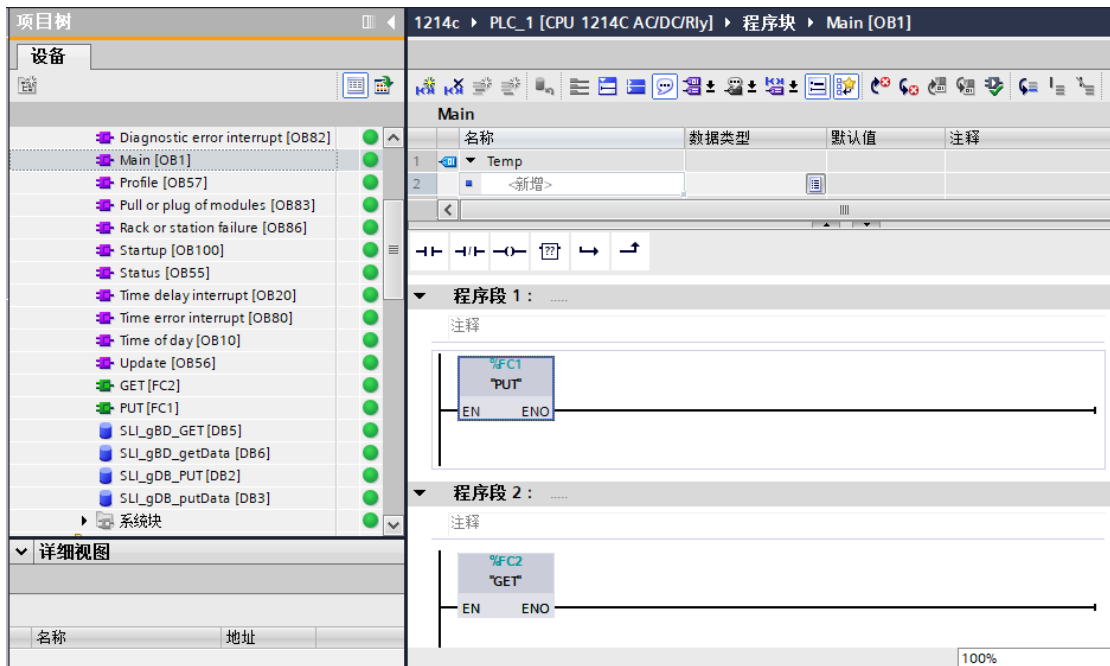 项目树
设备
Diagnostic error interrupt [OB82]
Main [OB1]
Profile [OB57]
Pull or plug of modules [OB83]
Rack or station failure [OB86]
Startup [OB100]
Status [OB55]
Time delay interrupt [OB20]
Time error interrupt [OB80]
Time of day [OB10]
Update [OB56]
GET [FC2]
PUT [FC1]
SLI_gBD_GET [DB5]
SLI_gBD_getData [DB6]
SLI_gDB_PUT [DB2]
SLI_gDB_putData [DB3]
系统块
详细视图
名称 地址
1214c PLC_1 [CPU 1214C AC/DC/Rly] 程序块 Main [OB1]
Main
名称 数据类型 默认值 注释
1 Temp
2 <新增>
??
程序段 1： .....
注释
%FC1
"PUT"
EN ENO
程序段 2： .....
注释
%FC2
"GET"
EN ENO
100%